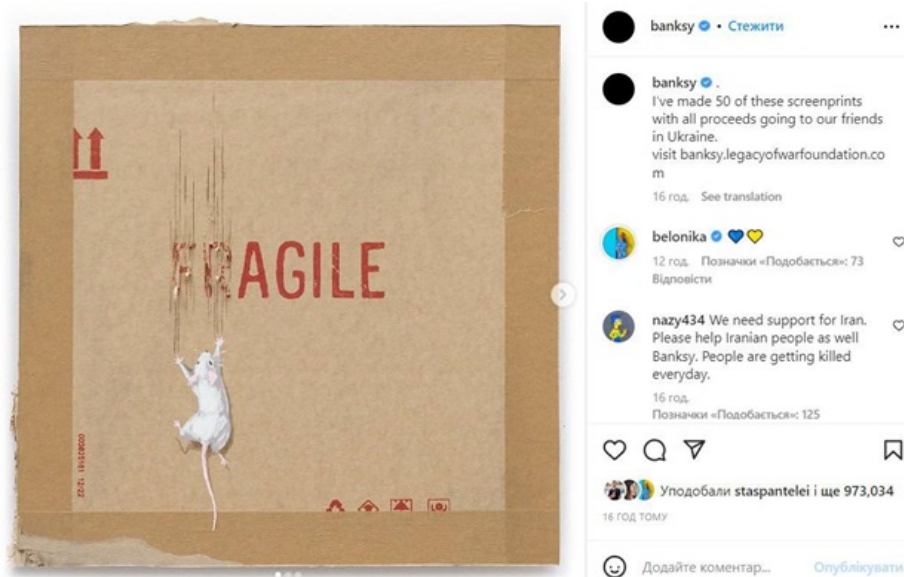 FRAGILE
0003625161 12/22
banksy • Стежити
banksy .
I've made 50 of these screenprints
with all proceeds going to our friends
in Ukraine.
visit banksy.legacyofwarfoundation.co
m
16 год. See translation
belonika 💙💛
12 год. Позначки «Подобається»: 73
Відповісти
nazy434 We need support for Iran.
Please help Iranian people as well
Banksy. People are getting killed
everyday.
16 год.
Позначки «Подобається»: 125
Уподобали staspantelei і ще 973,034
16 ГОД ТОМУ
Додайте коментар... Опублікувати